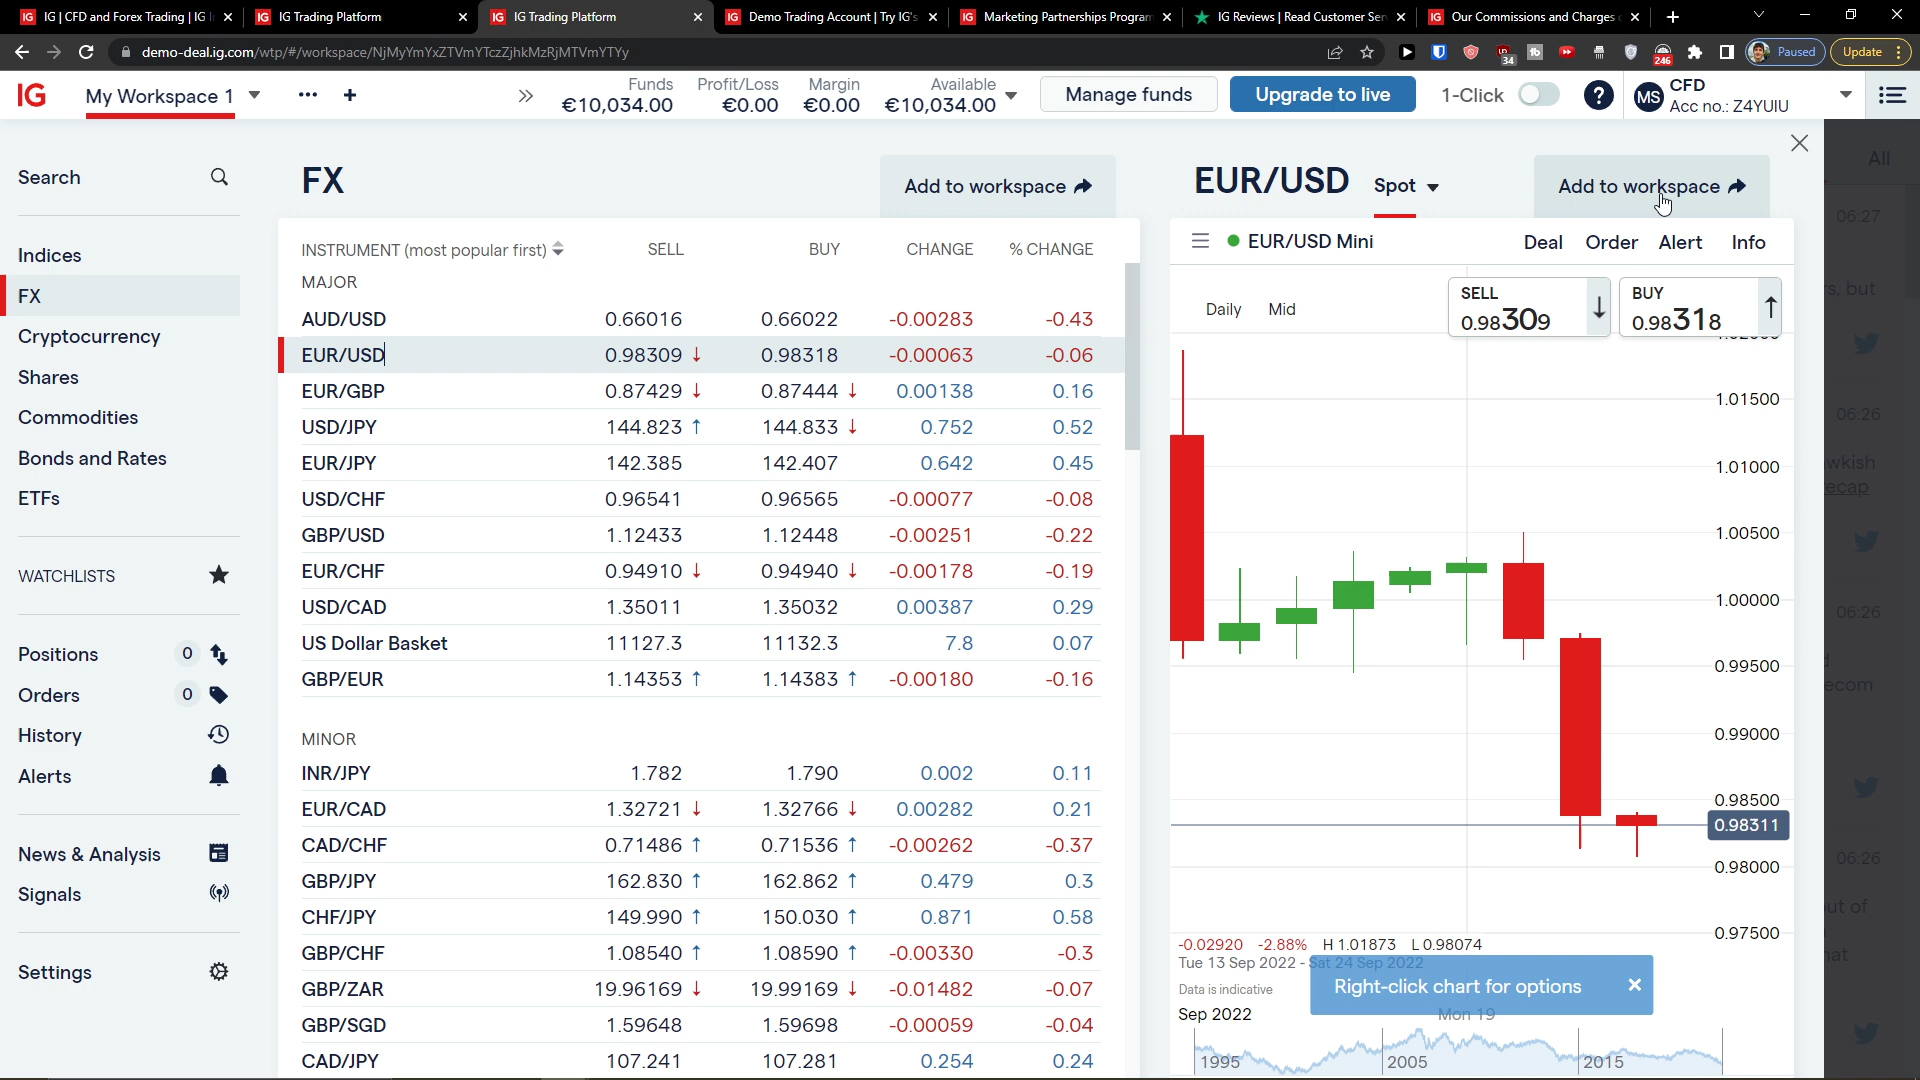 IG | CFD and Forex Trading | IG I
IG Trading Platform
IG Trading Platform
Demo Trading Account | Try IG's
Marketing Partnerships Program
IG Reviews | Read Customer Ser
Our Commissions and Charges
demo-deal.ig.com/wtp/#/workspace/NjMyYmYxZTVmYTczZjhkMzRjMTVmYTYy
34
246
Paused
Update
IG
My Workspace 1
Funds
€10,034.00
Profit/Loss
€0.00
Margin
€0.00
Available
€10,034.00
Manage funds
Upgrade to live
1-Click
?
MS
CFD
Acc no.: Z4YUIU
Search
Indices
FX
Cryptocurrency
Shares
Commodities
Bonds and Rates
ETFs
WATCHLISTS
Positions 0
Orders 0
History
Alerts
News & Analysis
Signals
Settings
FX
Add to workspace
INSTRUMENT (most popular first) SELL BUY CHANGE % CHANGE
MAJOR
AUD/USD 0.66016 0.66022 -0.00283 -0.43
EUR/USD 0.98309 0.98318 -0.00063 -0.06
EUR/GBP 0.87429 0.87444 0.00138 0.16
USD/JPY 144.823 144.833 0.752 0.52
EUR/JPY 142.385 142.407 0.642 0.45
USD/CHF 0.96541 0.96565 -0.00077 -0.08
GBP/USD 1.12433 1.12448 -0.00251 -0.22
EUR/CHF 0.94910 0.94940 -0.00178 -0.19
USD/CAD 1.35011 1.35032 0.00387 0.29
US Dollar Basket 11127.3 11132.3 7.8 0.07
GBP/EUR 1.14353 1.14383 -0.00180 -0.16
MINOR
INR/JPY 1.782 1.790 0.002 0.11
EUR/CAD 1.32721 1.32766 0.00282 0.21
CAD/CHF 0.71486 0.71536 -0.00262 -0.37
GBP/JPY 162.830 162.862 0.479 0.3
CHF/JPY 149.990 150.030 0.871 0.58
GBP/CHF 1.08540 1.08590 -0.00330 -0.3
GBP/ZAR 19.96169 19.99169 -0.01482 -0.07
GBP/SGD 1.59648 1.59698 -0.00059 -0.04
CAD/JPY 107.241 107.281 0.254 0.24
EUR/USD Spot
Add to workspace
EUR/USD Mini
Deal Order Alert Info
Daily Mid
SELL
0.98309
BUY
0.98318
1.01500
1.01000
1.00500
1.00000
0.99500
0.99000
0.98500
0.98311
0.98000
0.97500
-0.02920 -2.88% H 1.01873 L 0.98074
Tue 13 Sep 2022 - Sat 24 Sep 2022
Data is indicative
Right-click chart for options
Sep 2022
Mon 19
1995
2005
2015
All
06:27
s, but
06:26
wkish
ecap
06:26
ecom
06:26
ut of
hat